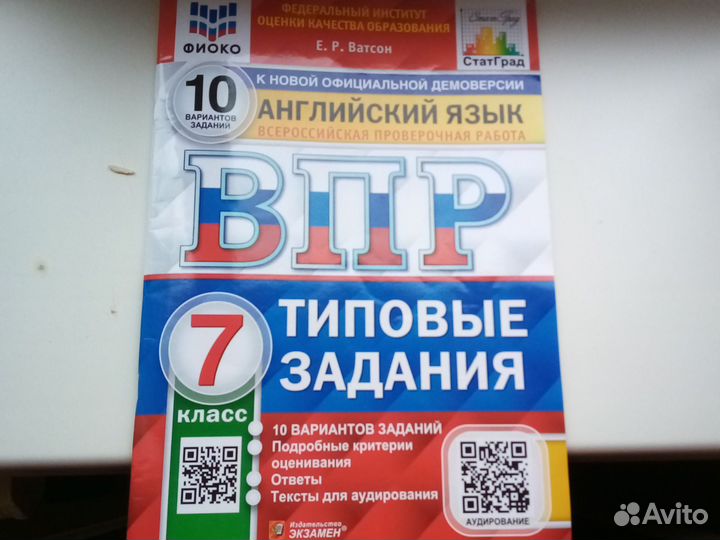 ФЕДЕРАЛЬНЫЙ ИНСТИТУТ
ОЦЕНКИ КАЧЕСТВА ОБРАЗОВАНИЯ
Е. Р. Ватсон
ФИОКО
СтатГрад
СтатГрад
К НОВОЙ ОФИЦИАЛЬНОЙ ДЕМОВЕРСИИ
10
ВАРИАНТОВ
ЗАДАНИЙ
АНГЛИЙСКИЙ ЯЗЫК
ВСЕРОССИЙСКАЯ ПРОВЕРОЧНАЯ РАБОТА
ВПР
7
КЛАСС
ТИПОВЫЕ
ЗАДАНИЯ
10 ВАРИАНТОВ ЗАДАНИЙ
Подробные критерии
оценивания
Ответы
Тексты для аудирования
АУДИРОВАНИЕ
Издательство
ЭКЗАМЕН®
Avito